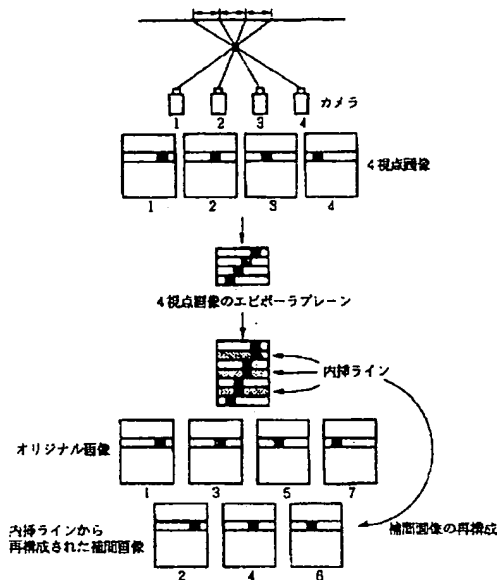 カメラ
1 2 3 4
4視点画像
1 2 3 4
4視点画像のエピポーラプレーン
内挿ライン
オリジナル画像
1 3 5 7
内挿ラインから
再構成された補間画像
補間画像の再構成
2 4 6